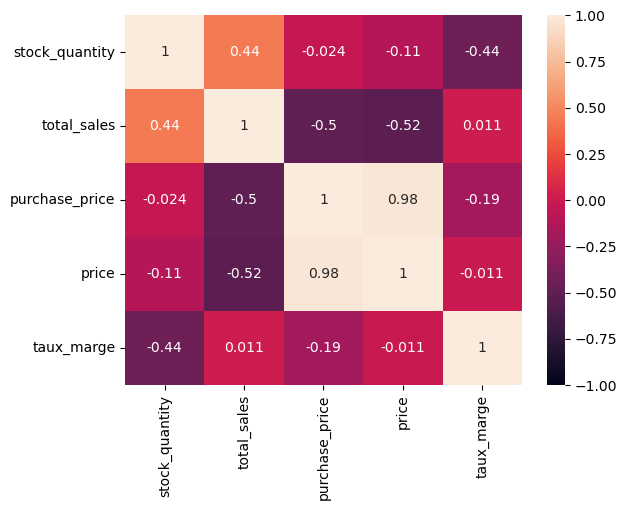 stock_quantity 1 0.44 -0.024 -0.11 -0.44
total_sales 0.44 1 -0.5 -0.52 0.011
purchase_price -0.024 -0.5 1 0.98 -0.19
price -0.11 -0.52 0.98 1 -0.011
taux_marge -0.44 0.011 -0.19 -0.011 1
stock_quantity
total_sales
purchase_price
price
taux_marge
1.00
0.75
0.50
0.25
0.00
−0.25
−0.50
−0.75
−1.00